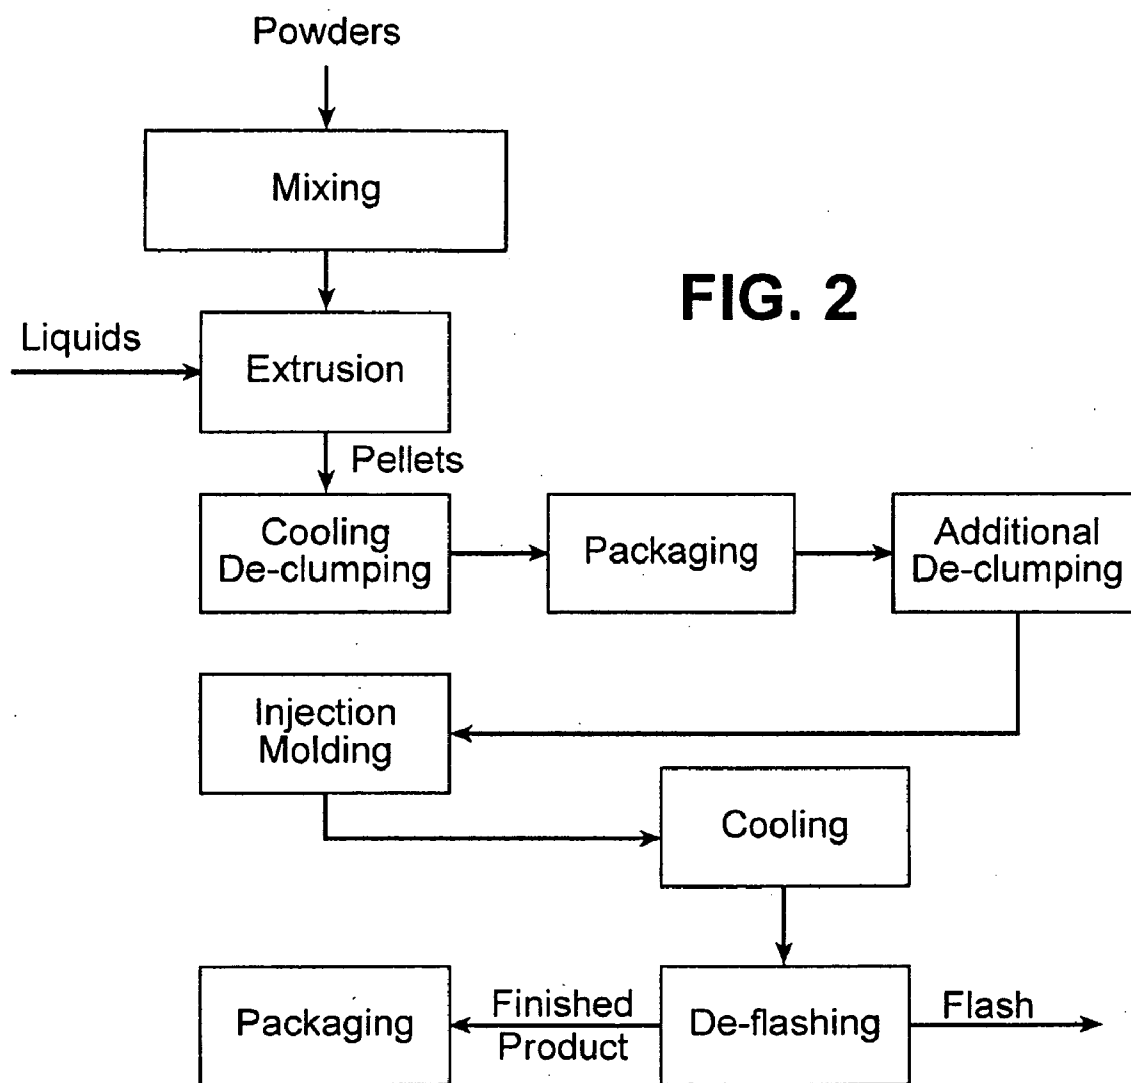 Powders
Mixing
FIG. 2
Liquids
Extrusion
Pellets
Cooling
De-clumping
Packaging
Additional
De-clumping
Injection
Molding
Cooling
Packaging
Finished
Product
De-flashing
Flash